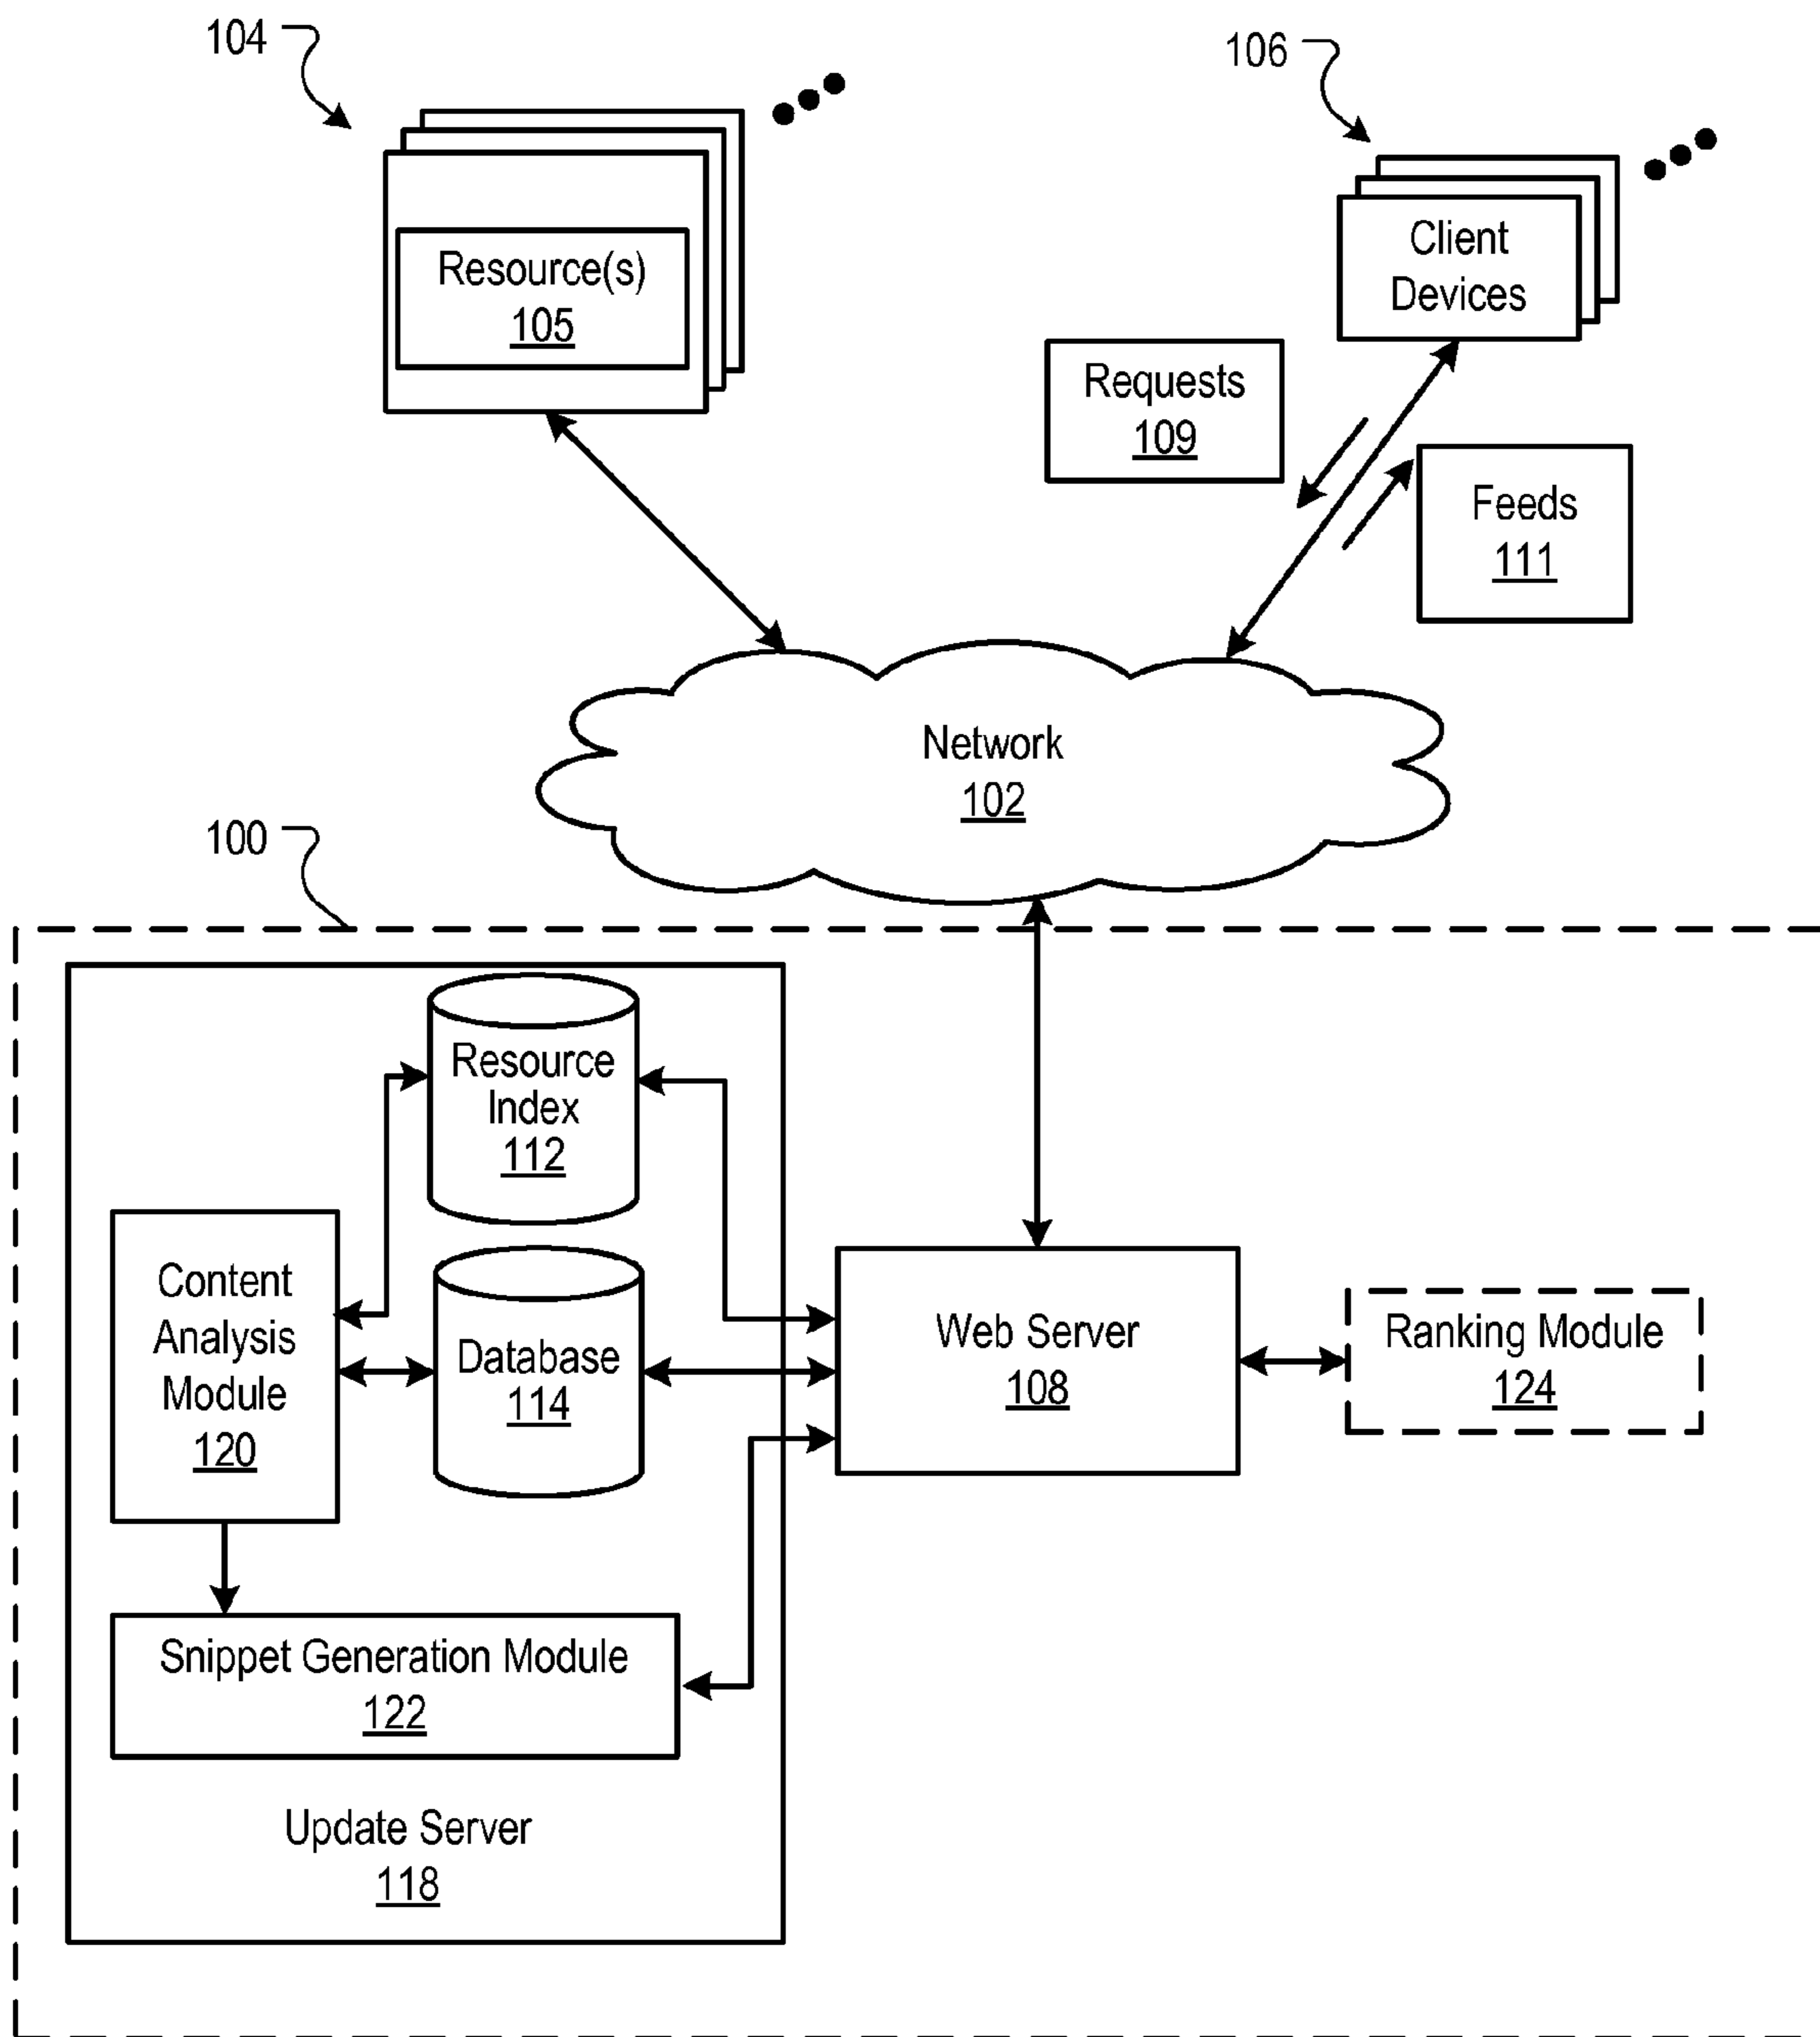 104
106
Resource(s)
105
Client
Devices
Requests
109
Feeds
111
Network
102
100
Resource
Index
112
Content
Analysis
Module
120
Database
114
Web Server
108
Ranking Module
124
Snippet Generation Module
122
Update Server
118